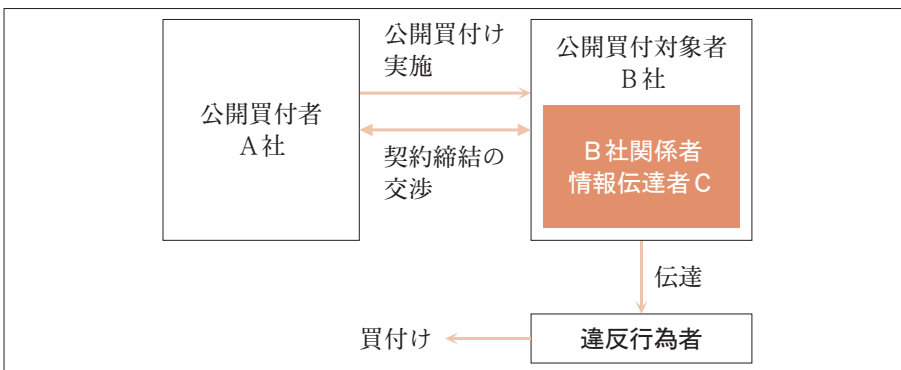 公開買付者
A社
公開買付け
実施
契約締結の
交渉
公開買付対象者
B社
B社関係者
情報伝達者C
伝達
違反行為者
買付け